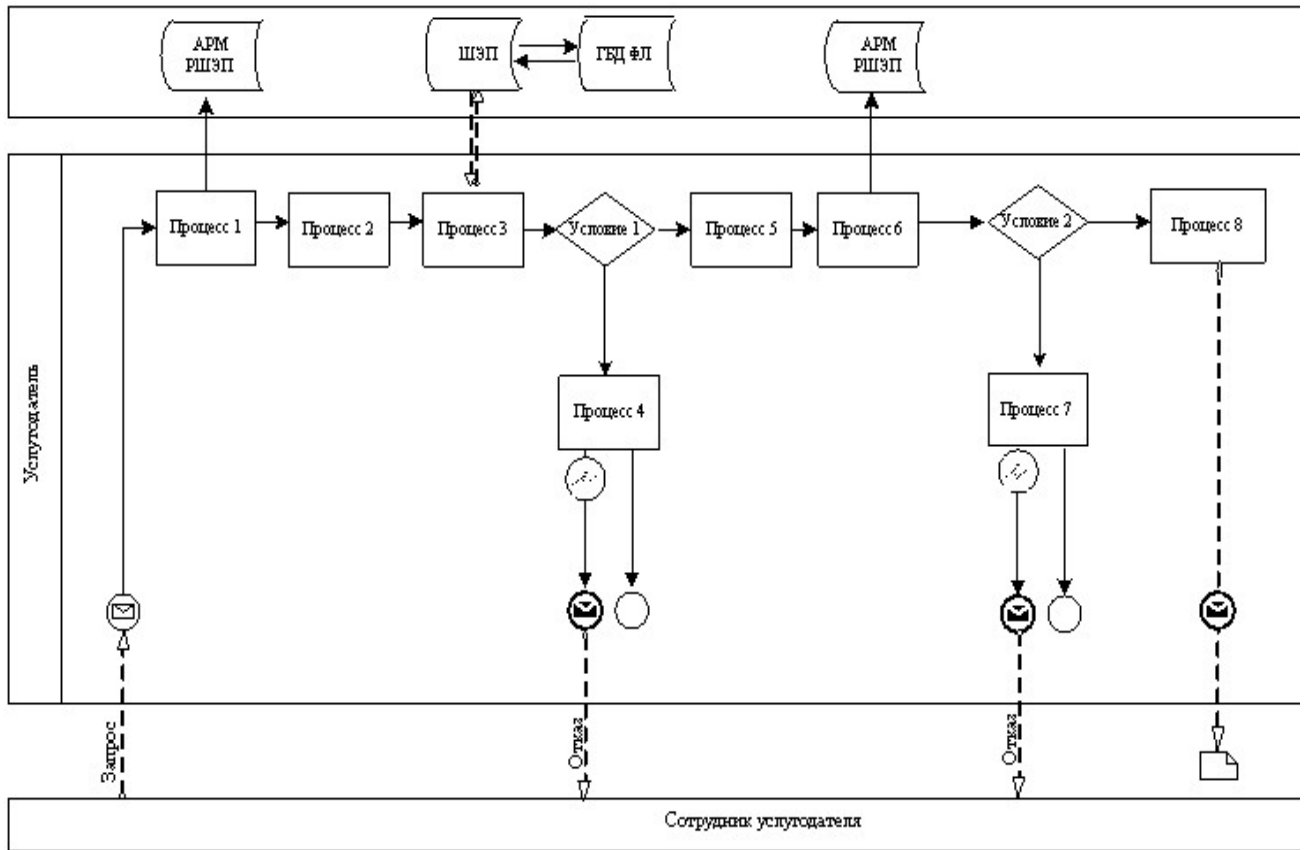 АРМ
РШЭП
ШЭП
ГБД ФЛ
АРМ
РШЭП
Услугодатель
Процесс 1
Процесс 2
Процесс 3
Условие 1
Процесс 5
Процесс 6
Условие 2
Процесс 8
Процесс 4
Процесс 7
Запрос
Отказ
Отказ
Сотрудник услугодателя